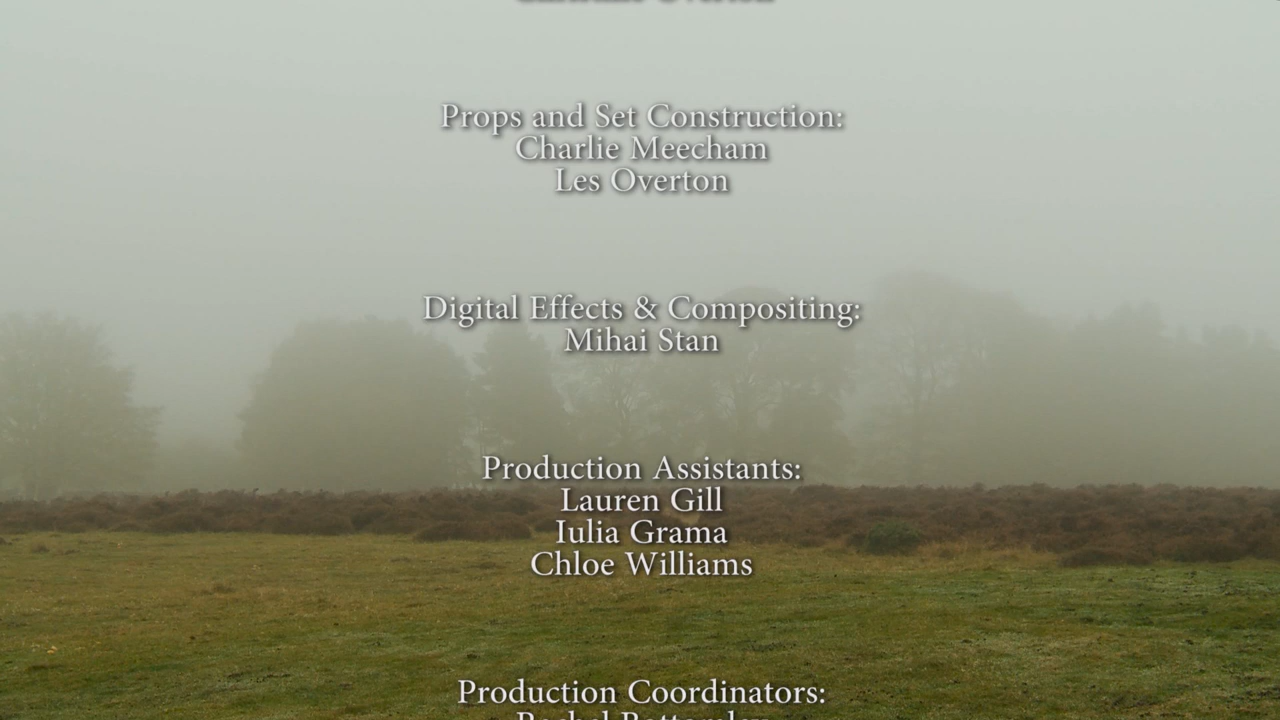 Props and Set Construction:
Charlie Meecham
Les Overton
Digital Effects & Compositing:
Mihai Stan
Production Assistants:
Lauren Gill
Iulia Grama
Chloe Williams
Production Coordinators: